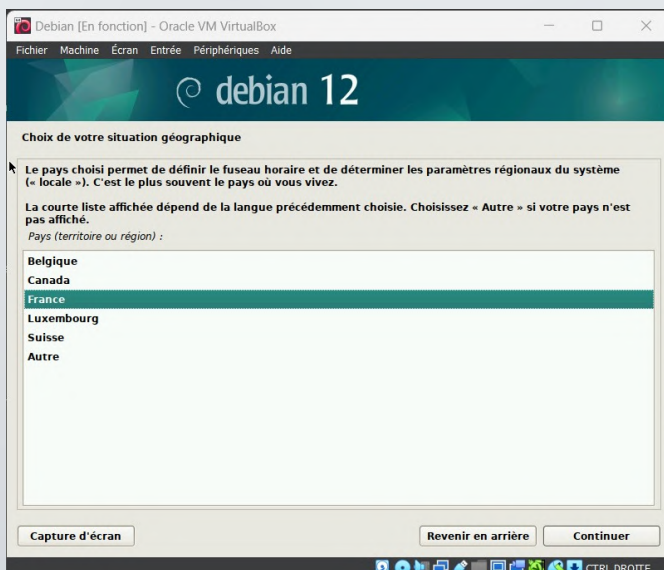 Debian [En fonction] - Oracle VM VirtualBox
Fichier Machine Écran Entrée Périphériques Aide
debian 12
Choix de votre situation géographique
Le pays choisi permet de définir le fuseau horaire et de déterminer les paramètres régionaux du système
(« locale »). C'est le plus souvent le pays où vous vivez.
La courte liste affichée dépend de la langue précédemment choisie. Choisissez « Autre » si votre pays n'est
pas affiché.
Pays (territoire ou région) :
Belgique
Canada
France
Luxembourg
Suisse
Autre
Capture d'écran
Revenir en arrière
Continuer
CTRL DROITE